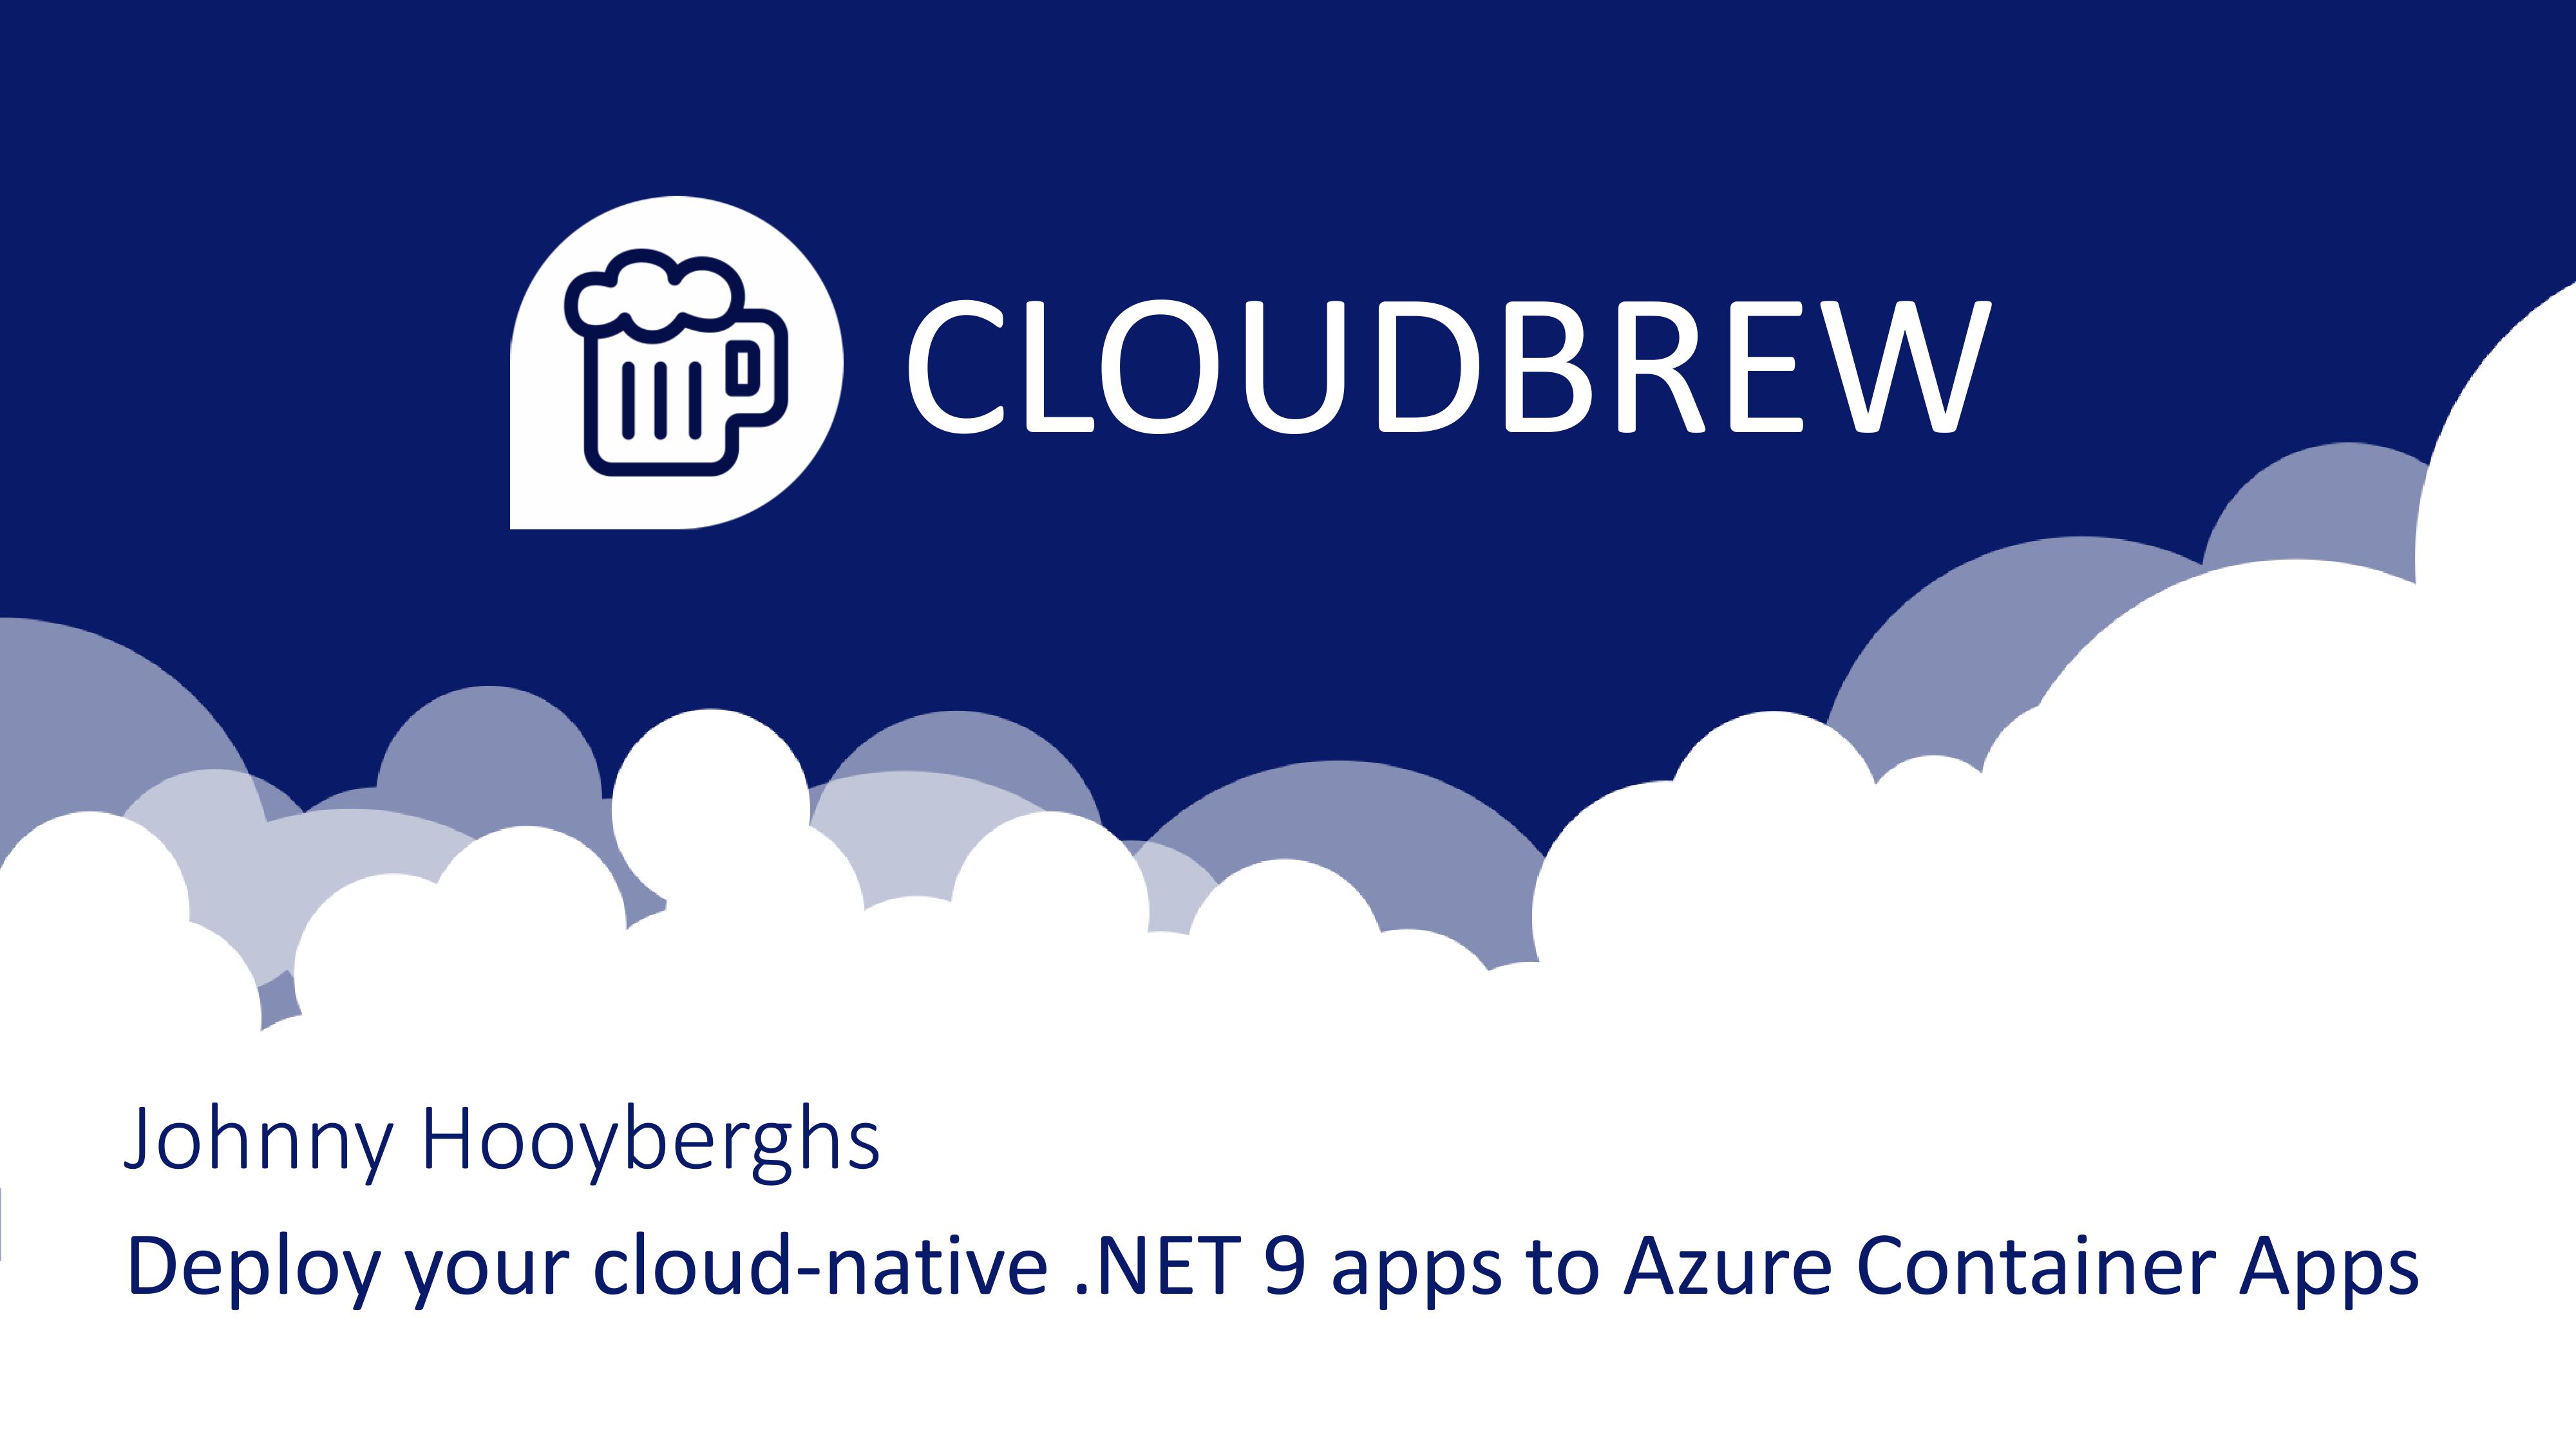 CLOUDBREW
Johnny Hooyberghs
Deploy your cloud-native .NET 9 apps to Azure Container Apps